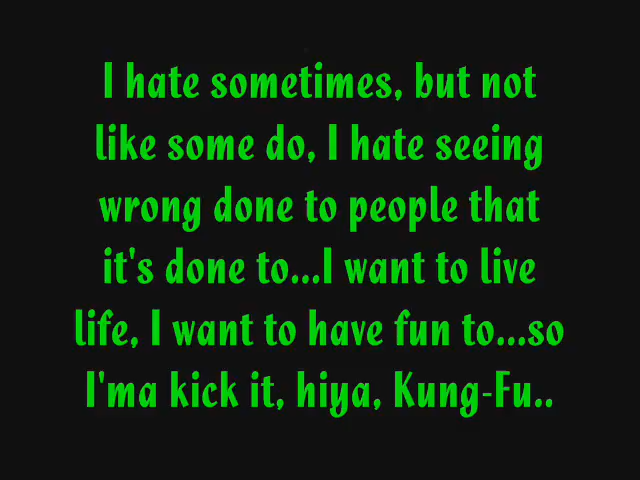 I hate sometimes, but not
like some do, I hate seeing
wrong done to people that
it's done to...I want to live
life, I want to have fun to...so
I'ma kick it, hiya, Kung-Fu..